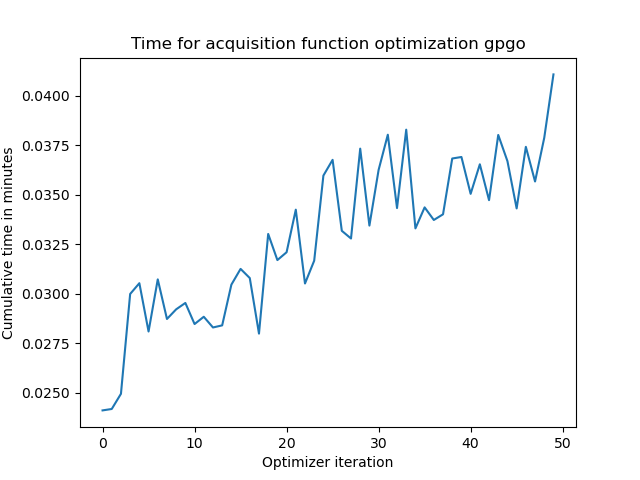 Time for acquisition function optimization gpgo
Cumulative time in minutes
0.0400
0.0375
0.0350
0.0325
0.0300
0.0275
0.0250
0 10 20 30 40 50
Optimizer iteration